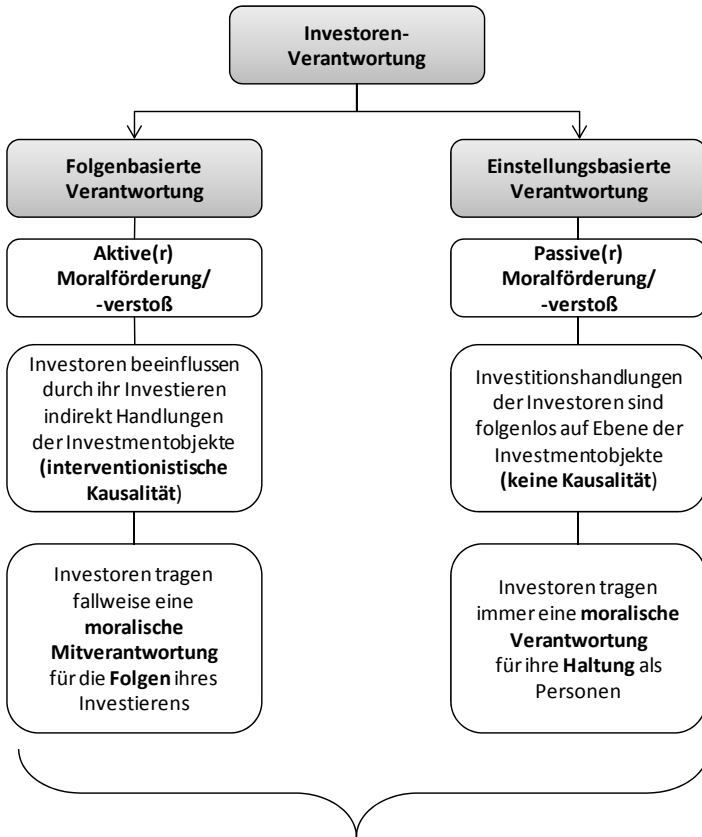 Investoren-
Verantwortung
Folgenbasierte
Verantwortung
Aktive(r)
Moralförderung/
-verstoß
Investoren beeinflussen
durch ihr Investieren
indirekt Handlungen
der Investmentobjekte
(interventionistische
Kausalität)
Investoren tragen
fallweise eine
moralische
Mitverantwortung
für die Folgen ihres
Investierens
Einstellungsbasierte
Verantwortung
Passive(r)
Moralförderung/
-verstoß
Investitionshandlungen
der Investoren sind
folgenlos auf Ebene der
Investmentobjekte
(keine Kausalität)
Investoren tragen
immer eine moralische
Verantwortung
für ihre Haltung als
Personen